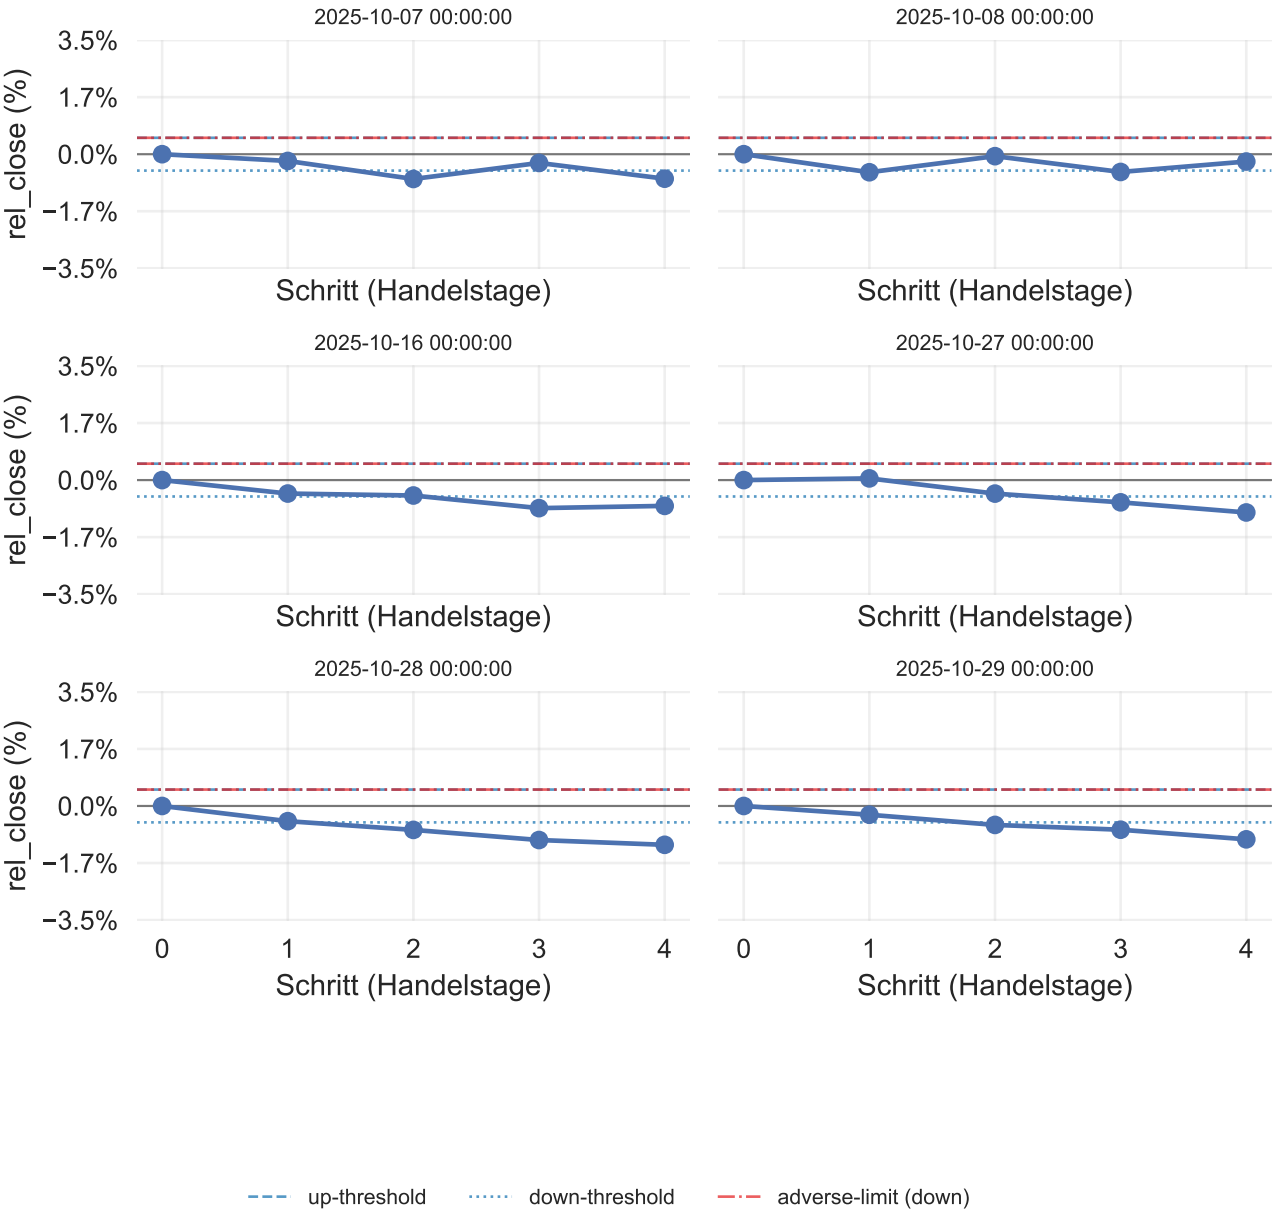 2025-10-07 00:00:00
2025-10-08 00:00:00
3.5%
1.7%
0.0%
−1.7%
−3.5%
rel_close (%)
Schritt (Handelstage)
Schritt (Handelstage)
2025-10-16 00:00:00
2025-10-27 00:00:00
3.5%
1.7%
0.0%
−1.7%
−3.5%
rel_close (%)
Schritt (Handelstage)
Schritt (Handelstage)
2025-10-28 00:00:00
2025-10-29 00:00:00
3.5%
1.7%
0.0%
−1.7%
−3.5%
rel_close (%)
0 1 2 3 4
0 1 2 3 4
Schritt (Handelstage)
Schritt (Handelstage)
up-threshold down-threshold adverse-limit (down)